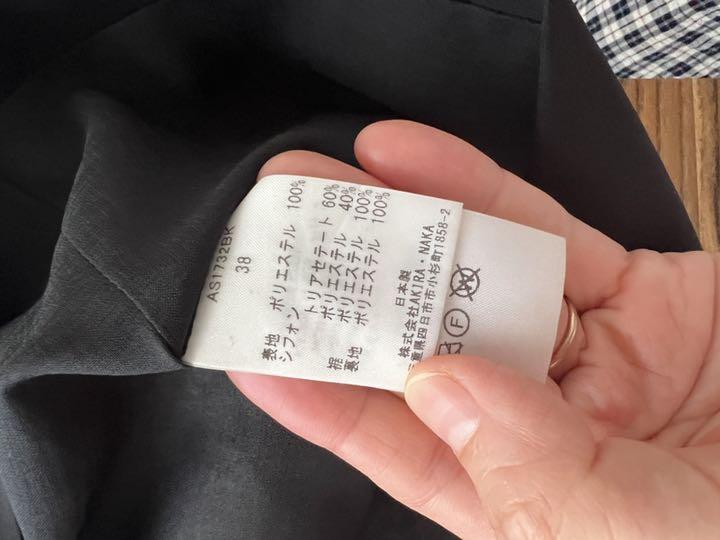 AS1732BK
38
表地 ポリエステル 100%
シフォン
トリアセテート 60%
ポリエステル 40%
裾 ポリエステル 100%
裏地 ポリエステル 100%
日本製
株式会社AKIRA・NAKA
三重県四日市市小杉町1858-2
F